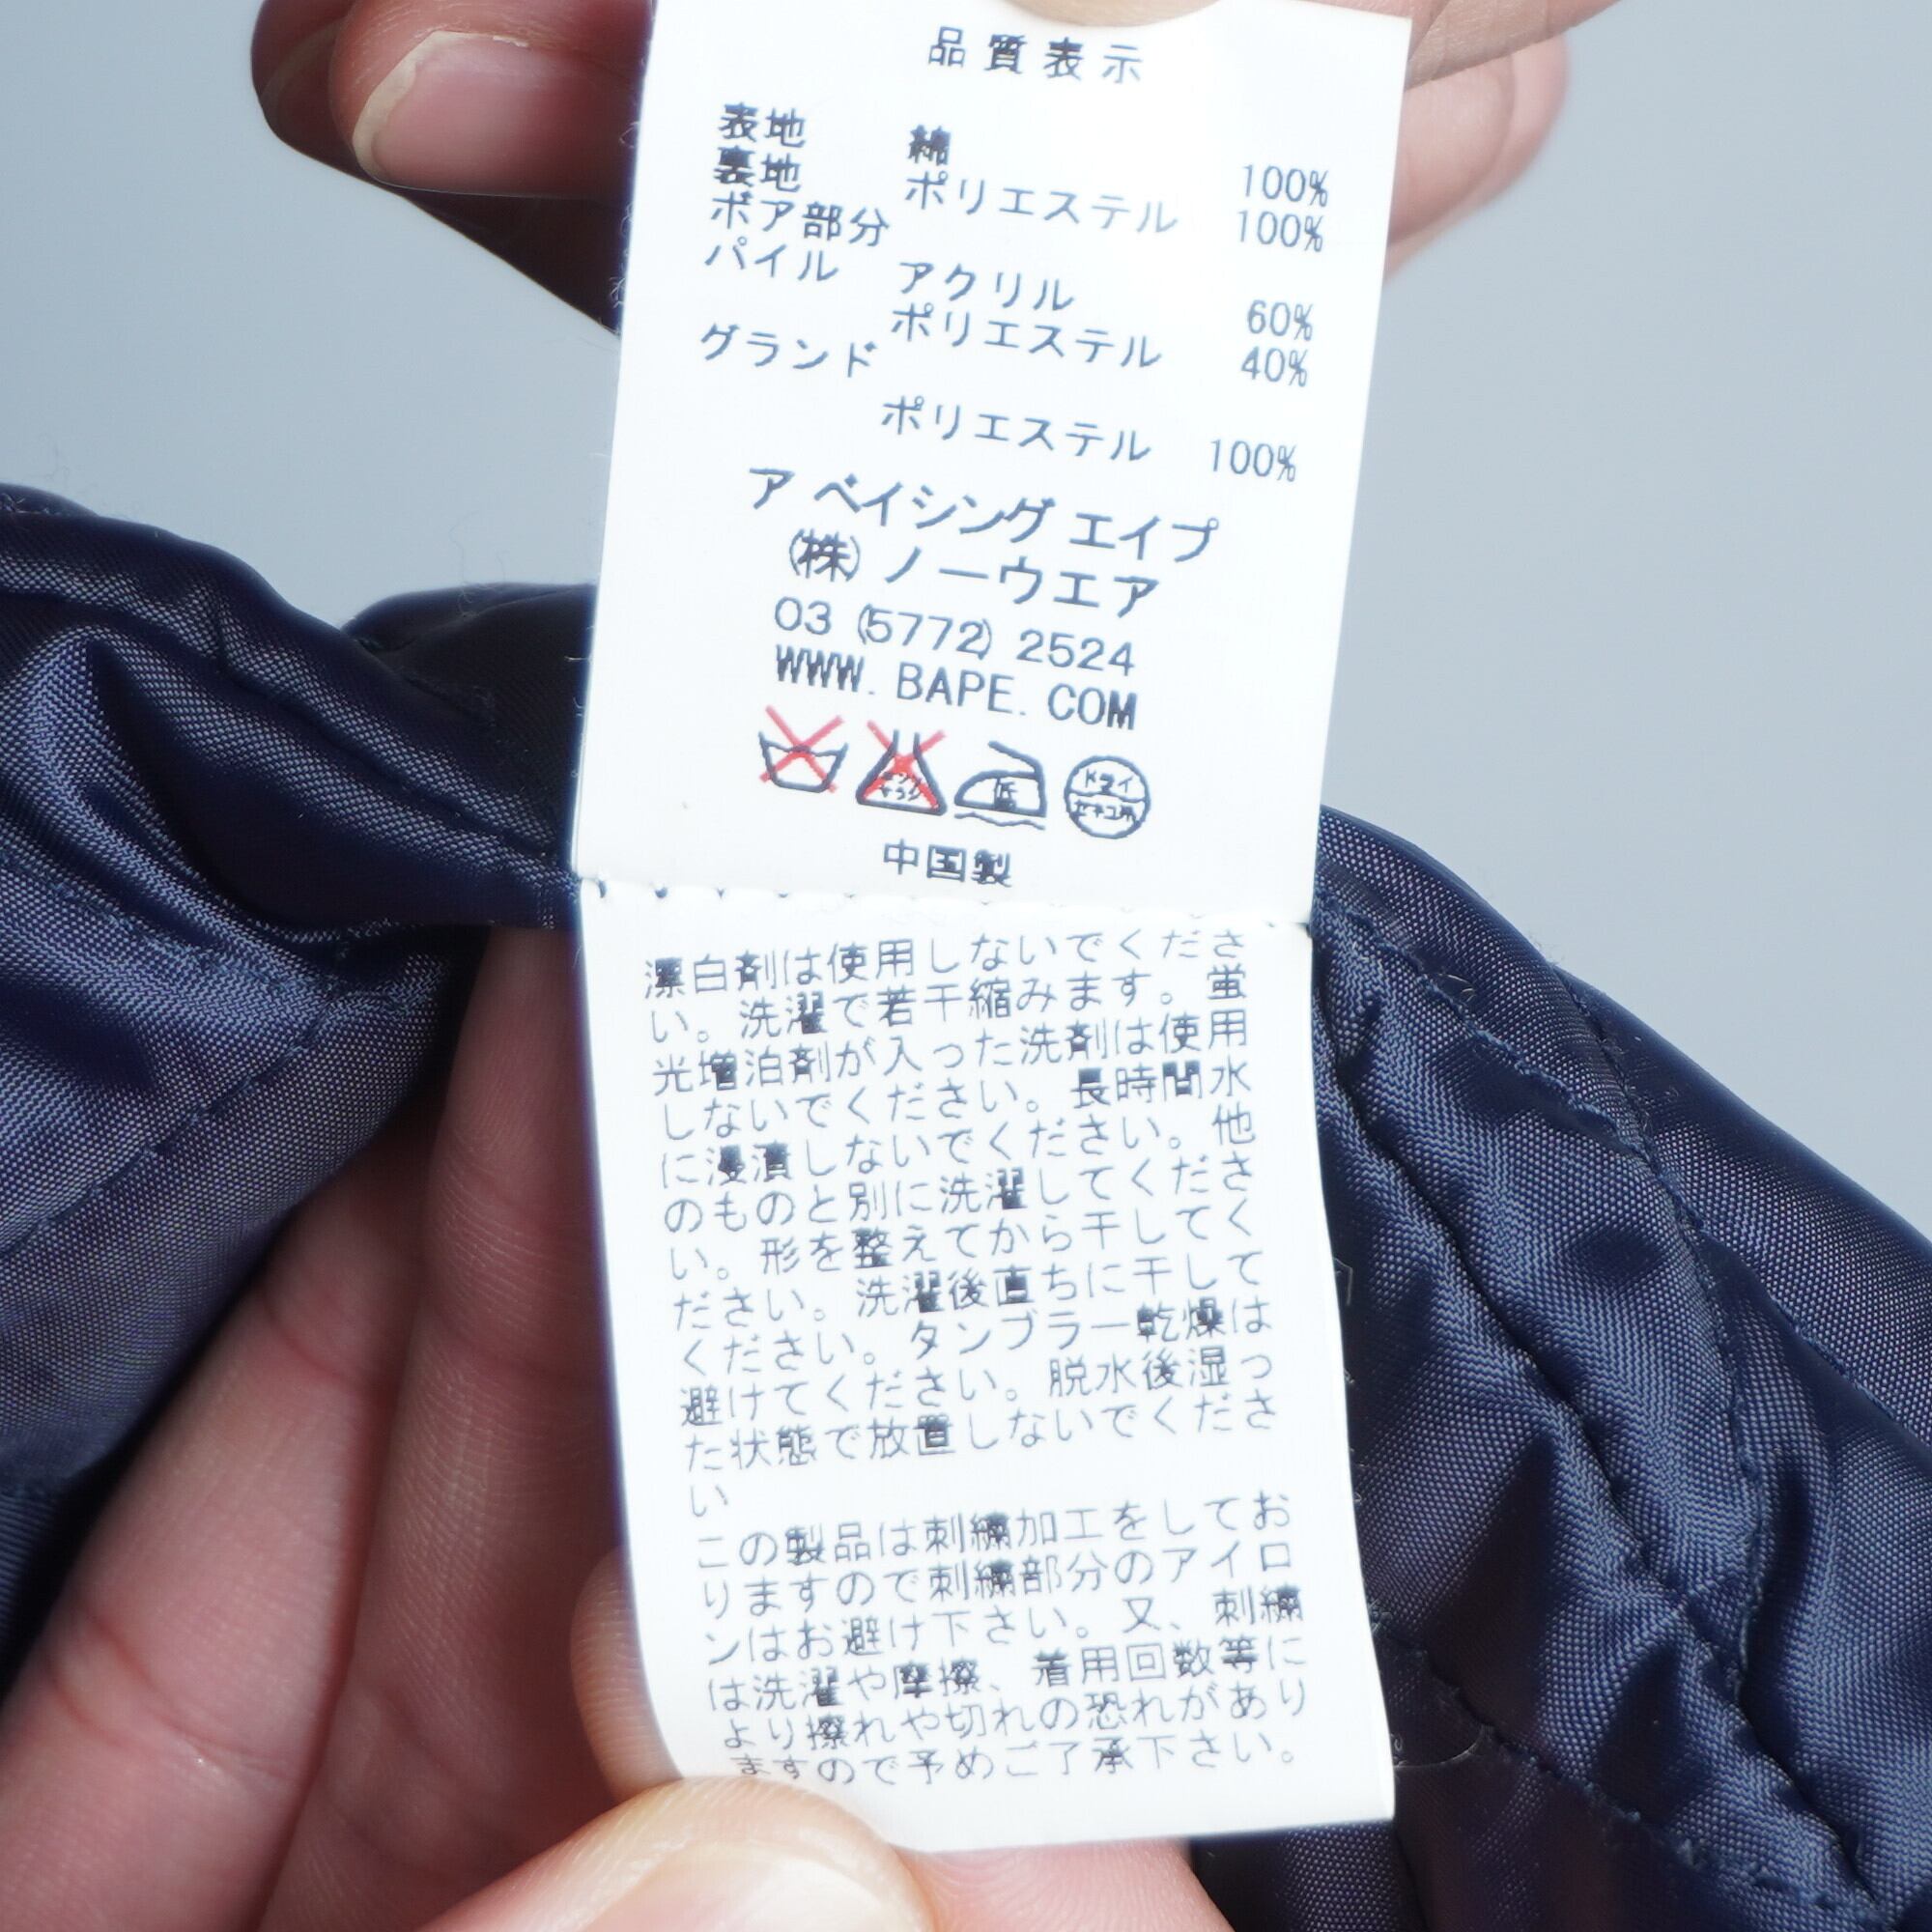 品質表示
表地 綿 100%
裏地 ポリエステル 100%
ボア部分
パイル アクリル 60%
ポリエステル 40%
グランド
ポリエステル 100%
ア ベイシング エイプ
(株) ノーウエア
03 (5772) 2524
WWW. BAPE. COM
低
ドライ
セキユ系
中国製
漂白剤は使用しないでくださ
い。洗濯で若干縮みます。蛍
光増泊剤が入った洗剤は使用
しないでください。長時間水
に浸漬しないでください。他
のものと別に洗濯してくださ
い。形を整えてから干してく
ださい。洗濯後直ちに干して
ください。タンブラー乾燥は
避けてください。脱水後湿っ
た状態で放置しないでくださ
い
この製品は刺繍加工をしてお
りますので刺繍部分のアイロ
ンはお避け下さい。又、刺繍
は洗濯や摩擦、着用回数等に
より擦れや切れの恐れがあり
ますので予めご了承下さい。